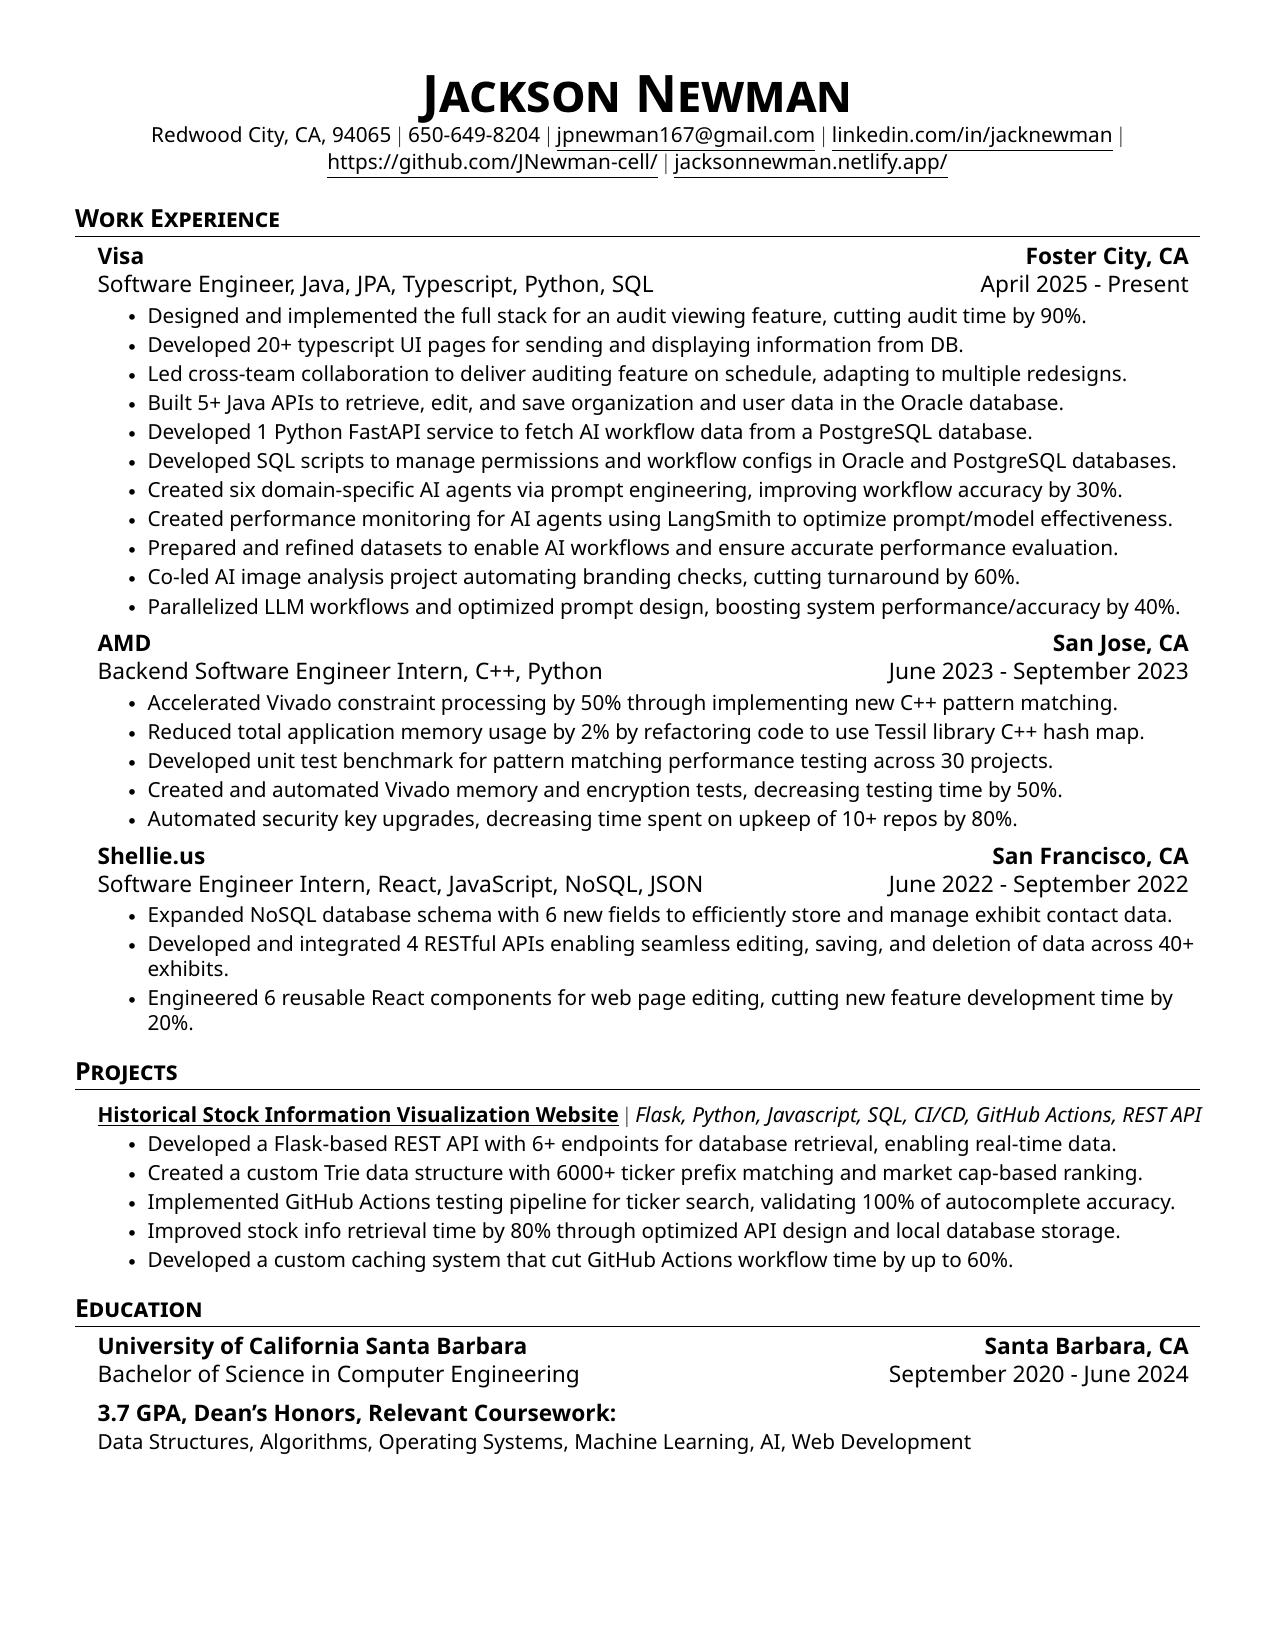 Jackson Newman
Redwood City, CA, 94065 | 650-649-8204 | jpnewman167@gmail.com | linkedin.com/in/jacknewman |
https://github.com/JNewman-cell/ | jacksonnewman.netlify.app/
Work Experience
Visa Foster City, CA
Software Engineer, Java, JPA, Typescript, Python, SQL April 2025 - Present
• Designed and implemented the full stack for an audit viewing feature, cutting audit time by 90%.
• Developed 20+ typescript UI pages for sending and displaying information from DB.
• Led cross-team collaboration to deliver auditing feature on schedule, adapting to multiple redesigns.
• Built 5+ Java APIs to retrieve, edit, and save organization and user data in the Oracle database.
• Developed 1 Python FastAPI service to fetch AI workflow data from a PostgreSQL database.
• Developed SQL scripts to manage permissions and workflow configs in Oracle and PostgreSQL databases.
• Created six domain-specific AI agents via prompt engineering, improving workflow accuracy by 30%.
• Created performance monitoring for AI agents using LangSmith to optimize prompt/model effectiveness.
• Prepared and refined datasets to enable AI workflows and ensure accurate performance evaluation.
• Co-led AI image analysis project automating branding checks, cutting turnaround by 60%.
• Parallelized LLM workflows and optimized prompt design, boosting system performance/accuracy by 40%.
AMD San Jose, CA
Backend Software Engineer Intern, C++, Python June 2023 - September 2023
• Accelerated Vivado constraint processing by 50% through implementing new C++ pattern matching.
• Reduced total application memory usage by 2% by refactoring code to use Tessil library C++ hash map.
• Developed unit test benchmark for pattern matching performance testing across 30 projects.
• Created and automated Vivado memory and encryption tests, decreasing testing time by 50%.
• Automated security key upgrades, decreasing time spent on upkeep of 10+ repos by 80%.
Shellie.us San Francisco, CA
Software Engineer Intern, React, JavaScript, NoSQL, JSON June 2022 - September 2022
• Expanded NoSQL database schema with 6 new fields to efficiently store and manage exhibit contact data.
• Developed and integrated 4 RESTful APIs enabling seamless editing, saving, and deletion of data across 40+
exhibits.
• Engineered 6 reusable React components for web page editing, cutting new feature development time by
20%.
Projects
Historical Stock Information Visualization Website | Flask, Python, Javascript, SQL, CI/CD, GitHub Actions, REST API
• Developed a Flask-based REST API with 6+ endpoints for database retrieval, enabling real-time data.
• Created a custom Trie data structure with 6000+ ticker prefix matching and market cap-based ranking.
• Implemented GitHub Actions testing pipeline for ticker search, validating 100% of autocomplete accuracy.
• Improved stock info retrieval time by 80% through optimized API design and local database storage.
• Developed a custom caching system that cut GitHub Actions workflow time by up to 60%.
Education
University of California Santa Barbara Santa Barbara, CA
Bachelor of Science in Computer Engineering September 2020 - June 2024
3.7 GPA, Dean’s Honors, Relevant Coursework:
Data Structures, Algorithms, Operating Systems, Machine Learning, AI, Web Development